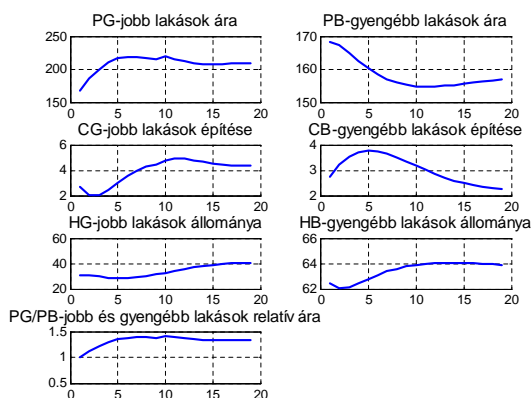 PG-jobb lakások ára
250
200
150
0 5 10 15 20
PB-gyengébb lakások ára
170
160
150
0 5 10 15 20
CG-jobb lakások építése
6
4
2
0 5 10 15 20
CB-gyengébb lakások építése
4
3
2
0 5 10 15 20
HG-jobb lakások állománya
60
40
20
0 5 10 15 20
HB-gyengébb lakások állománya
66
64
62
0 5 10 15 20
PG/PB-jobb és gyengébb lakások relatív ára
1.5
1
0.5
0 5 10 15 20